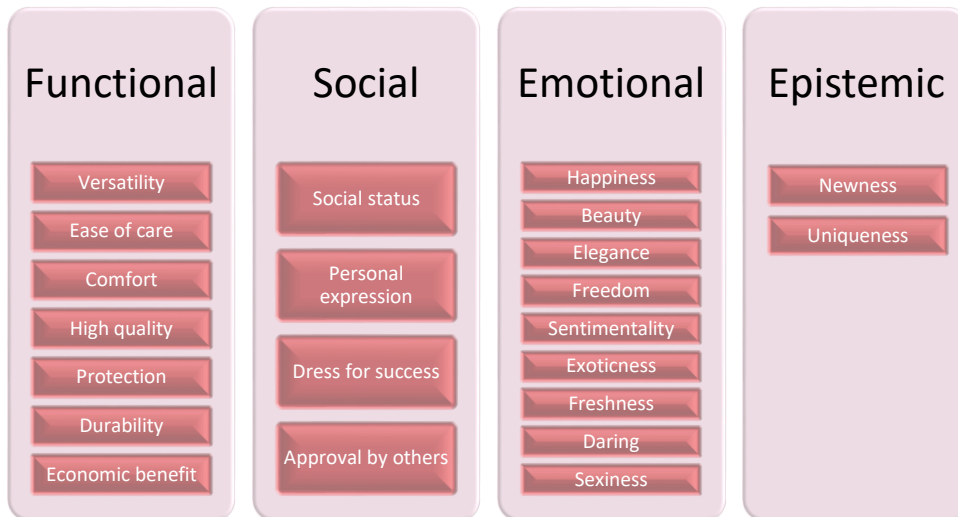 Functional
Versatility
Ease of care
Comfort
High quality
Protection
Durability
Economic benefit
Social
Social status
Personal
expression
Dress for success
Approval by others
Emotional
Happiness
Beauty
Elegance
Freedom
Sentimentality
Exoticness
Freshness
Daring
Sexiness
Epistemic
Newness
Uniqueness